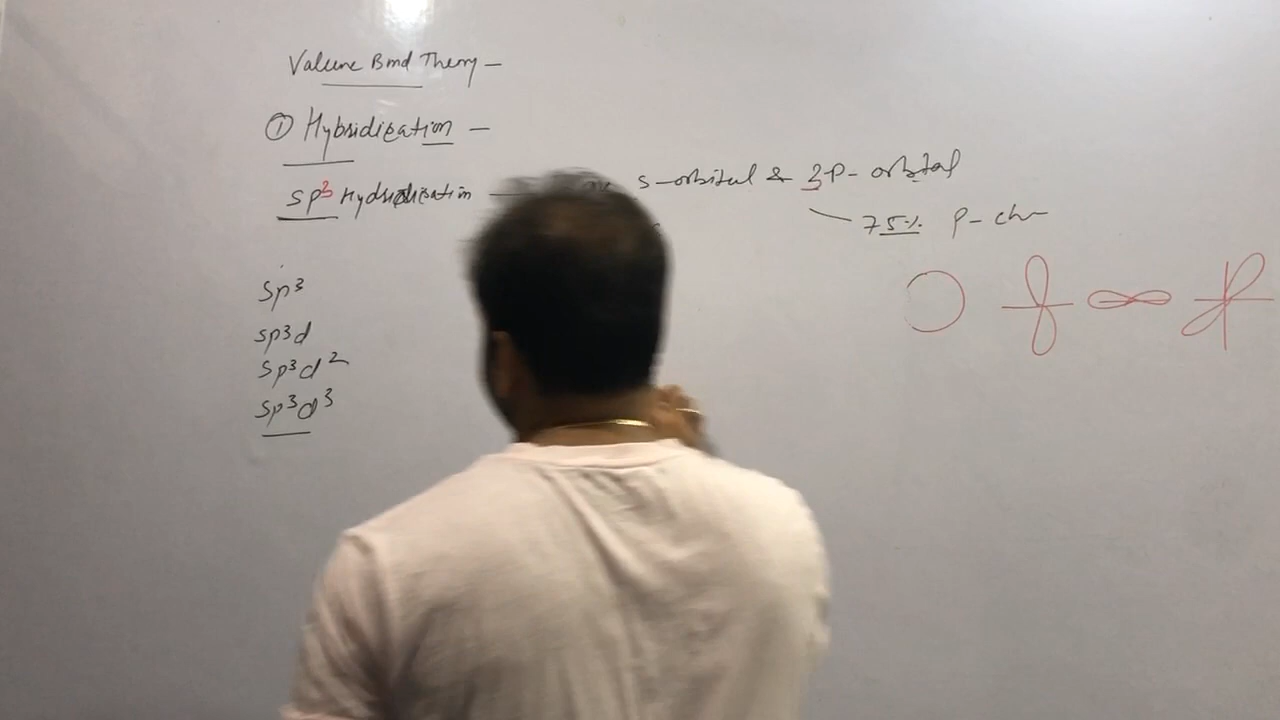 Valence Bond Theory —
① Hybridization —
SP³ Hybridization — s-orbital & 3P- orbital
75% P- ch
Sp³
sp³d
Sp³d²
Sp³d³